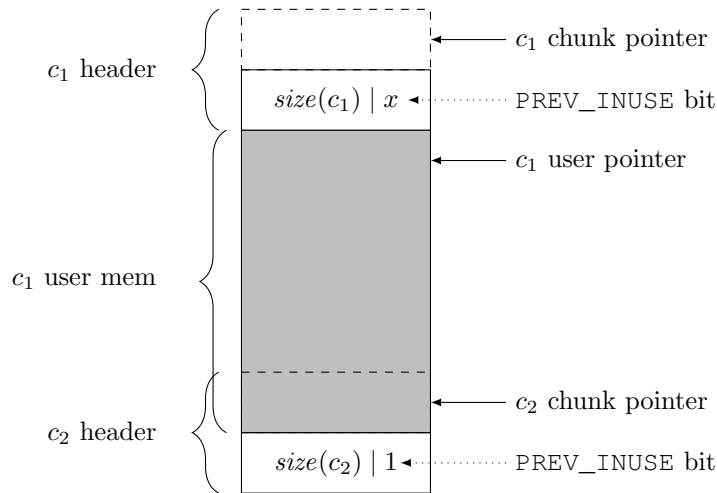 c₁ chunk pointer
c₁ header
size(c₁) | x
PREV_INUSE bit
c₁ user pointer
c₁ user mem
c₂ chunk pointer
c₂ header
size(c₂) | 1
PREV_INUSE bit